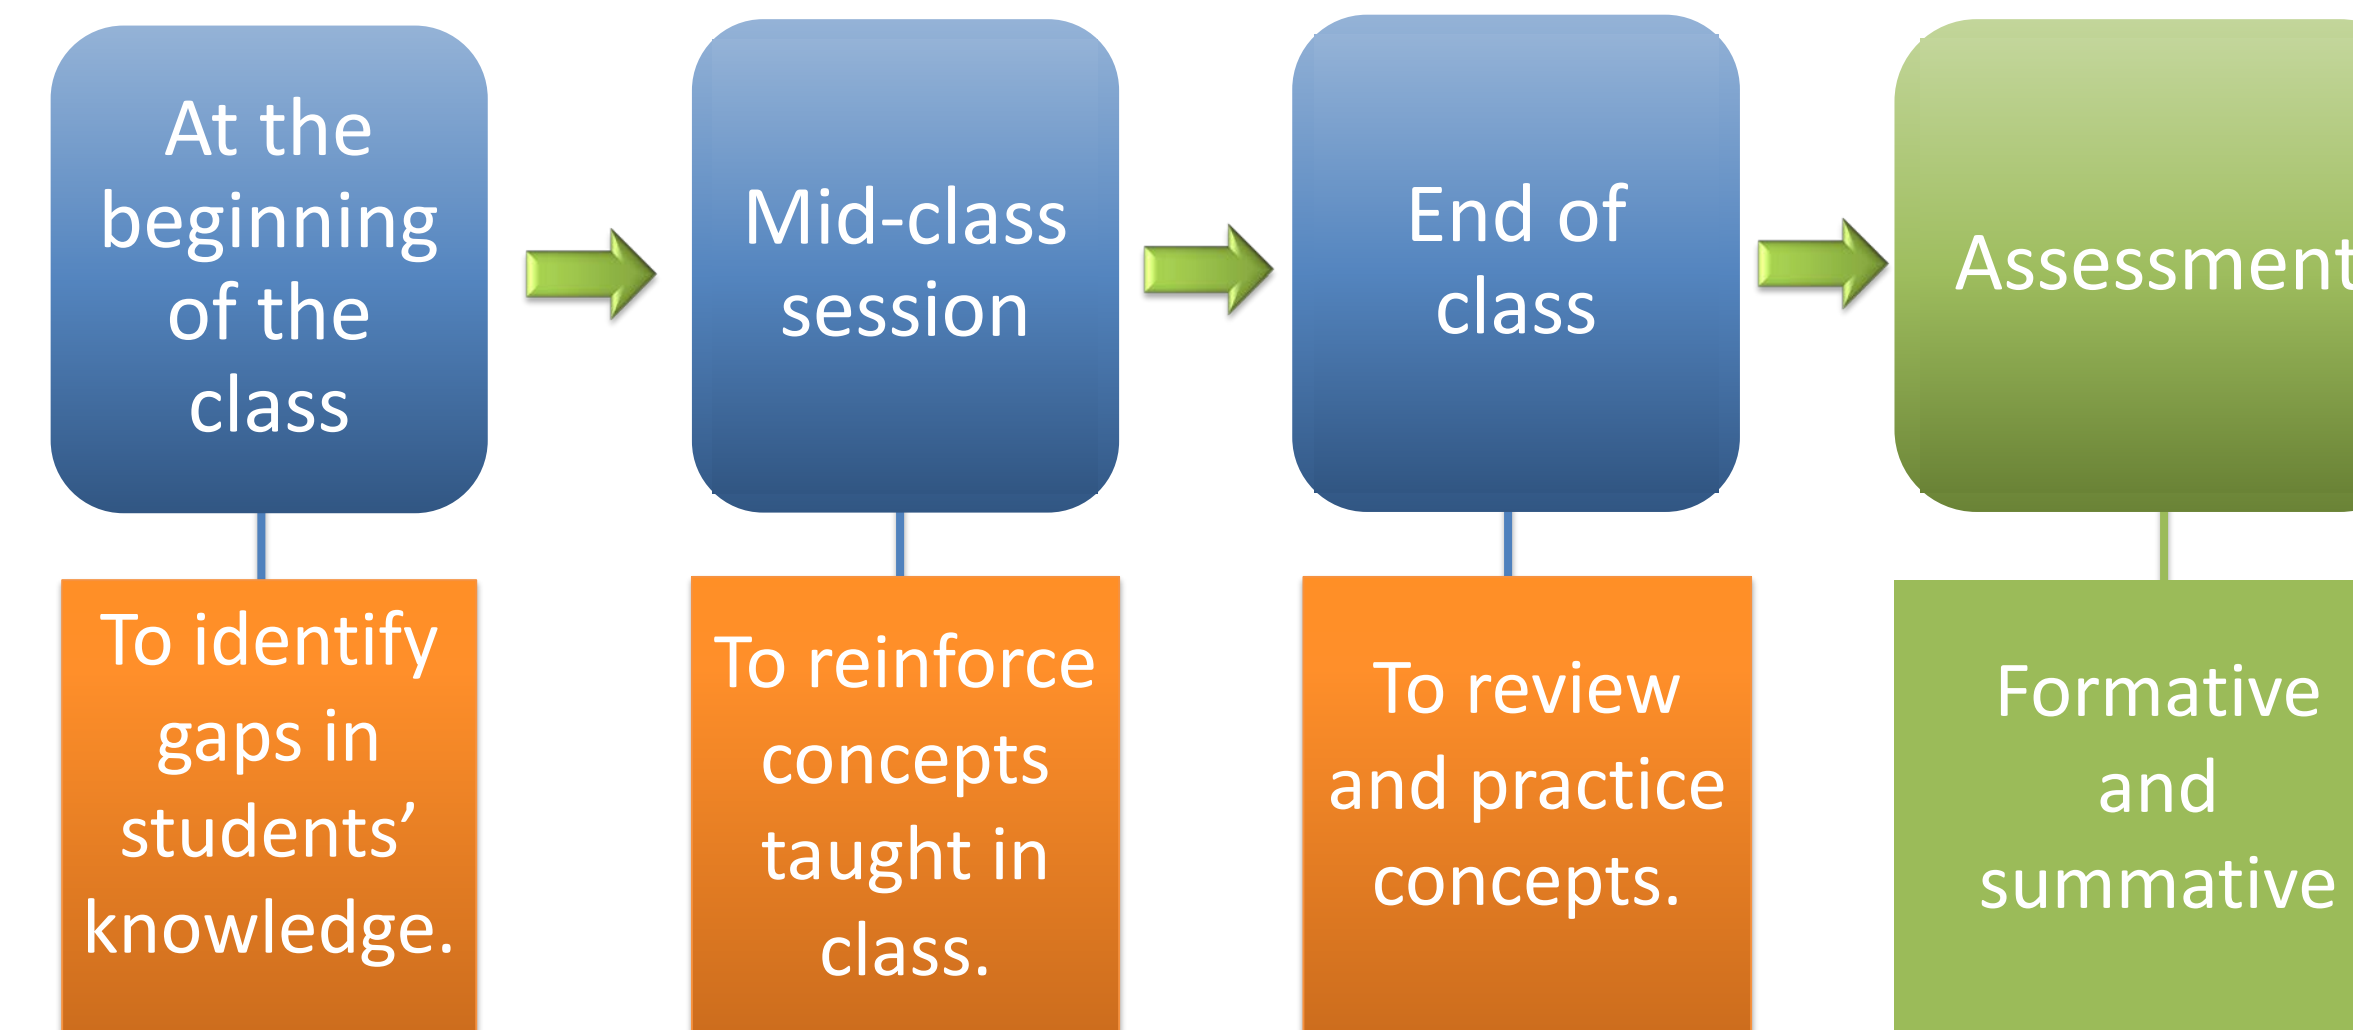 At the
beginning
of the
class
Mid-class
session
End of
class
Assessment
To identify
gaps in
students’
knowledge.
To reinforce
concepts
taught in
class.
To review
and practice
concepts.
Formative
and
summative